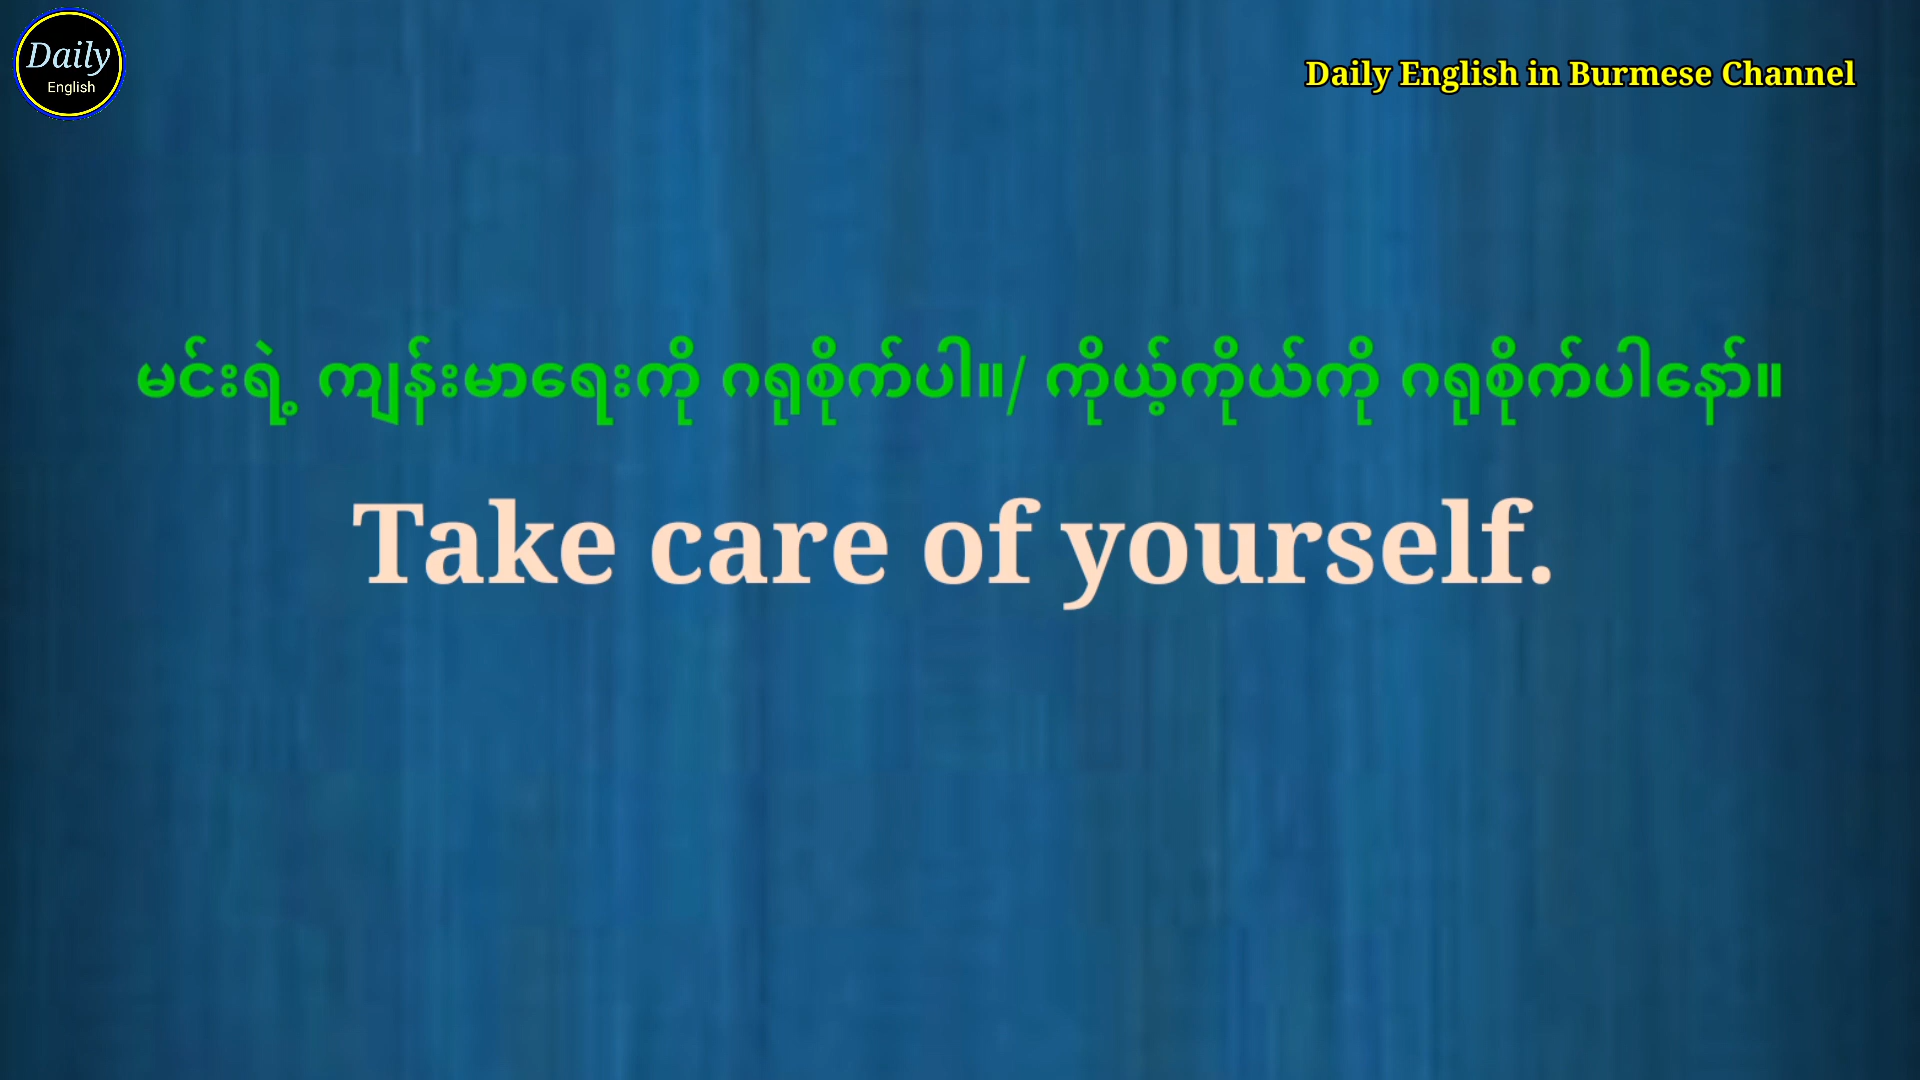 Daily
English
Daily English in Burmese Channel
မင်းရဲ့ ကျန်းမာရေးကို ဂရုစိုက်ပါ။/ ကိုယ့်ကိုယ်ကို ဂရုစိုက်ပါနော်။
Take care of yourself.